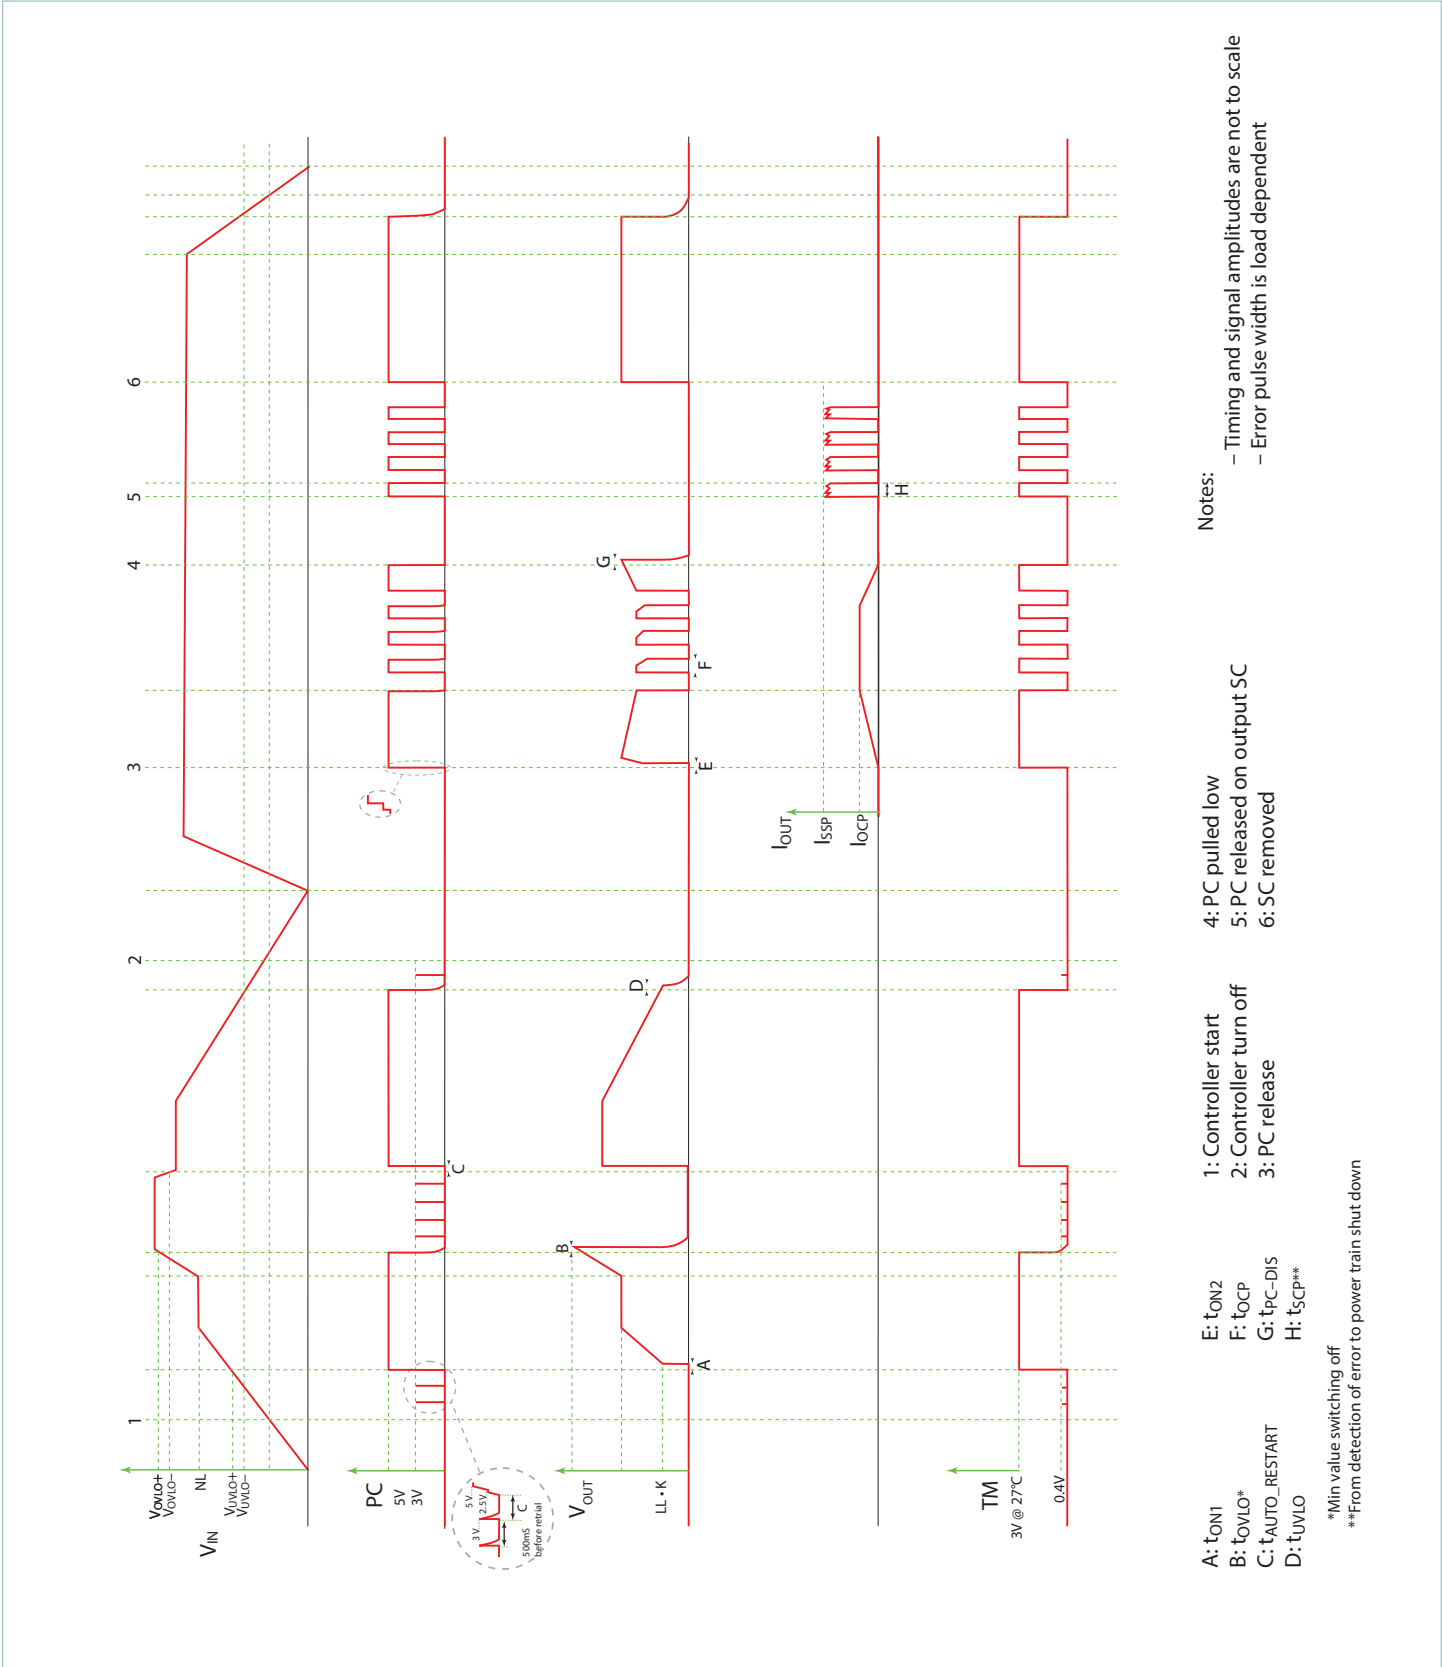 1
2
3
4
5
6
VOVLO+
VOVLO–
NL
VUVLO+
VUVLO–
VIN
PC
5V
3V
C
3 V
5 V
2.5V
C
500mS
before retrial
VOUT
LL • K
A
B
D
E
F
G
IOUT
ISSP
IOCP
H
TM
3V @ 27°C
0.4V
A: tON1
B: tOVLO*
C: tAUTO_RESTART
D: tUVLO
E: tON2
F: tOCP
G: tPC–DIS
H: tSCP**
1: Controller start
2: Controller turn off
3: PC release
4: PC pulled low
5: PC released on output SC
6: SC removed
Notes:
– Timing and signal amplitudes are not to scale
– Error pulse width is load dependent
*Min value switching off
**From detection of error to power train shut down